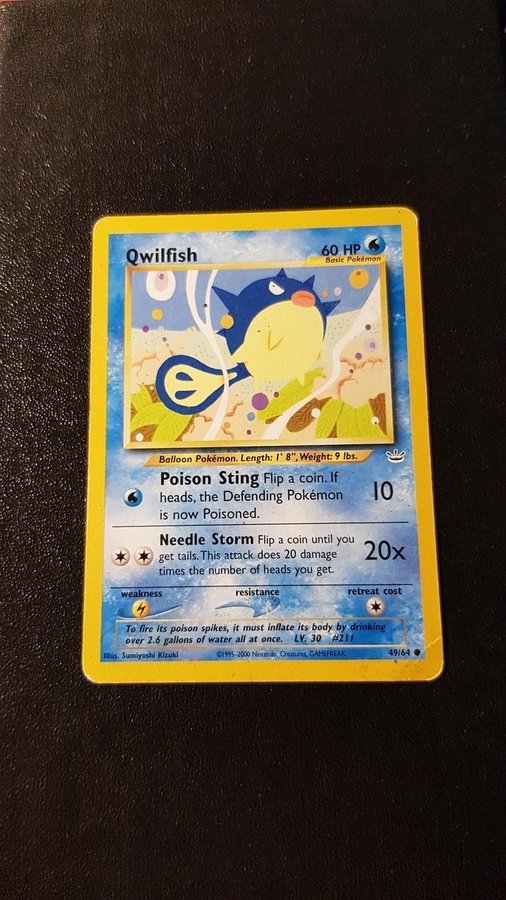 Qwilfish
60 HP
Basic Pokémon
Balloon Pokémon. Length: 1' 8", Weight: 9 lbs.
Poison Sting Flip a coin. If
heads, the Defending Pokémon
is now Poisoned.
10
Needle Storm Flip a coin until you
get tails. This attack does 20 damage
times the number of heads you get.
20x
weakness
resistance
retreat cost
To fire its poison spikes, it must inflate its body by drinking
over 2.6 gallons of water all at once. LV. 30 #211
Illus. Sumiyoshi Kizuki
©1995-2000 Nintendo, Creatures, GAMEFREAK.
49/64